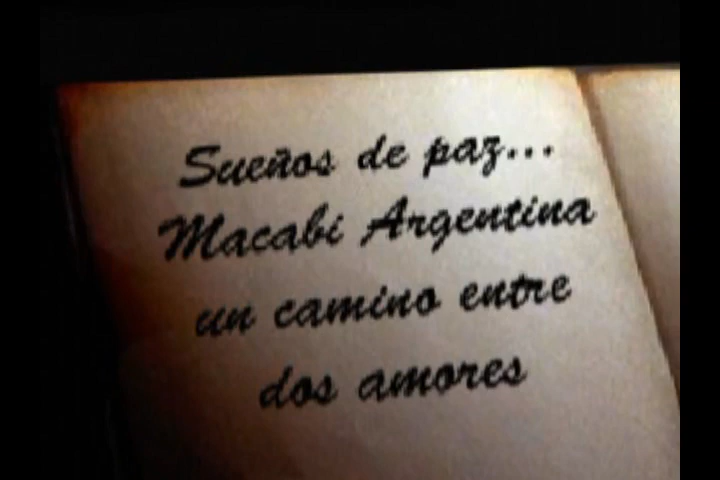 Sueños de paz...
Macabi Argentina
un camino entre
dos amores